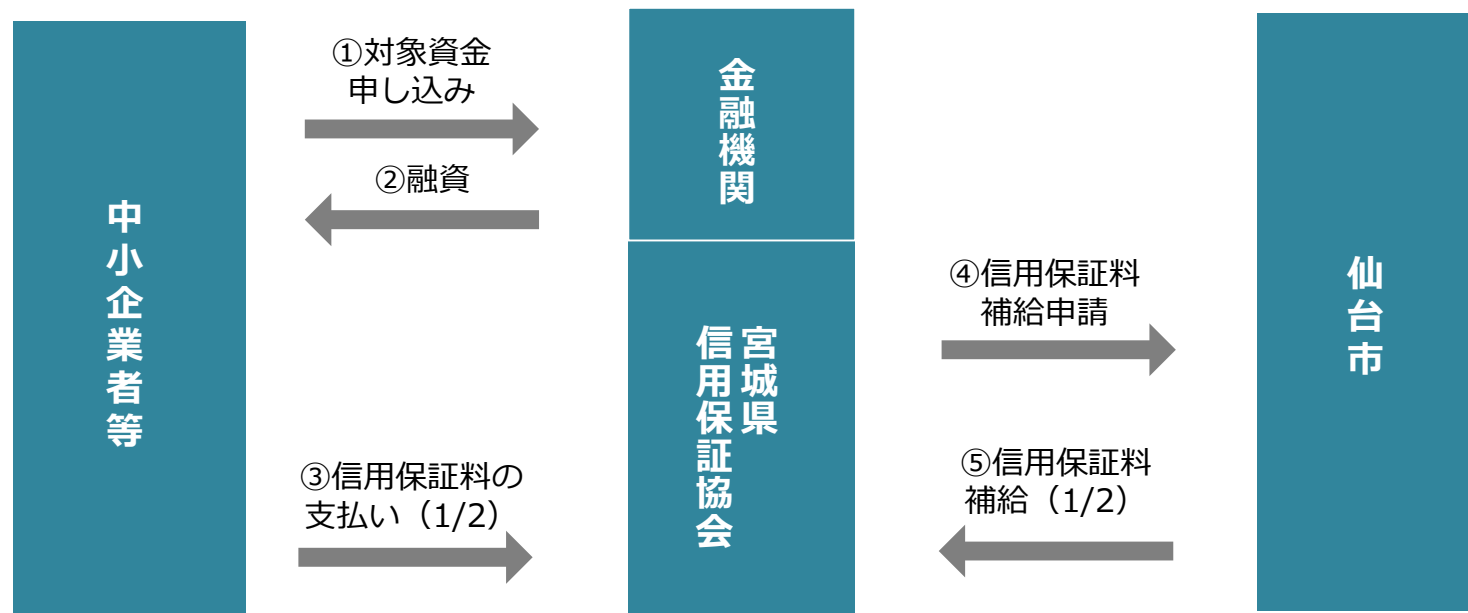 中小企業者等
①対象資金
申し込み
②融資
③信用保証料の
支払い（1/2）
金融機関
宮城県
信用保証協会
④信用保証料
補給申請
⑤信用保証料
補給（1/2）
仙台市